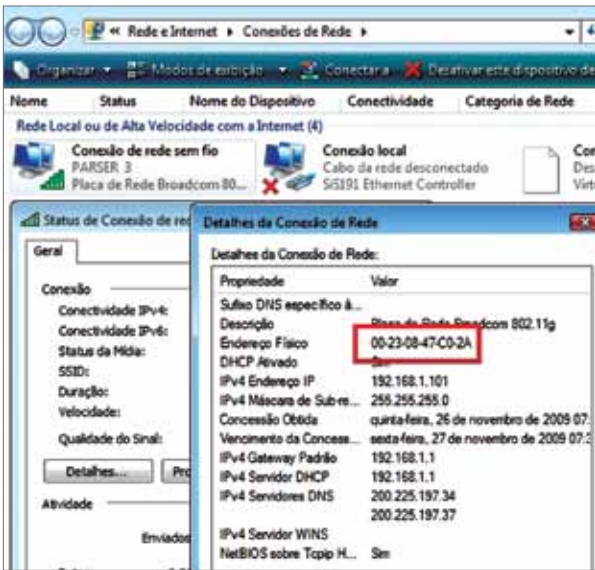 « Rede e Internet ▸ Conexões de Rede ▸
Organizar Modos de exibição Conectar a Desativar este dispositivo de
Nome Status Nome do Dispositivo Conectividade Categoria de Rede
Rede Local ou de Alta Velocidade com a Internet (4)
Conexão de rede sem fio
PARSER 3
Placa de Rede Broadcom 80...
Conexão local
Cabo da rede desconectado
SiS191 Ethernet Controller
Con
Des
Virt
Status de Conexão de red
Geral
Conexão
Conectividade IPv4:
Conectividade IPv6:
Status da Mídia:
SSID:
Duração:
Velocidade:
Qualidade do Sinal:
Detalhes... Pro
Atividade
Enviados
Detalhes da Conexão de Rede
Detalhes da Conexão de Rede:
Propriedade Valor
Sufixo DNS específico à...
Descrição Placa de Rede Broadcom 802.11g
Endereço Físico 00-23-08-47-C0-2A
DHCP Ativado Sim
IPv4 Endereço IP 192.168.1.101
IPv4 Máscara de Sub-re... 255.255.255.0
Concessão Obtida quinta-feira, 26 de novembro de 2009 07:
Vencimento da Concess... sexta-feira, 27 de novembro de 2009 07:3
IPv4 Gateway Padrão 192.168.1.1
IPv4 Servidor DHCP 192.168.1.1
IPv4 Servidores DNS 200.225.197.34
200.225.197.37
IPv4 Servidor WINS
NetBIOS sobre Tcpip H... Sim